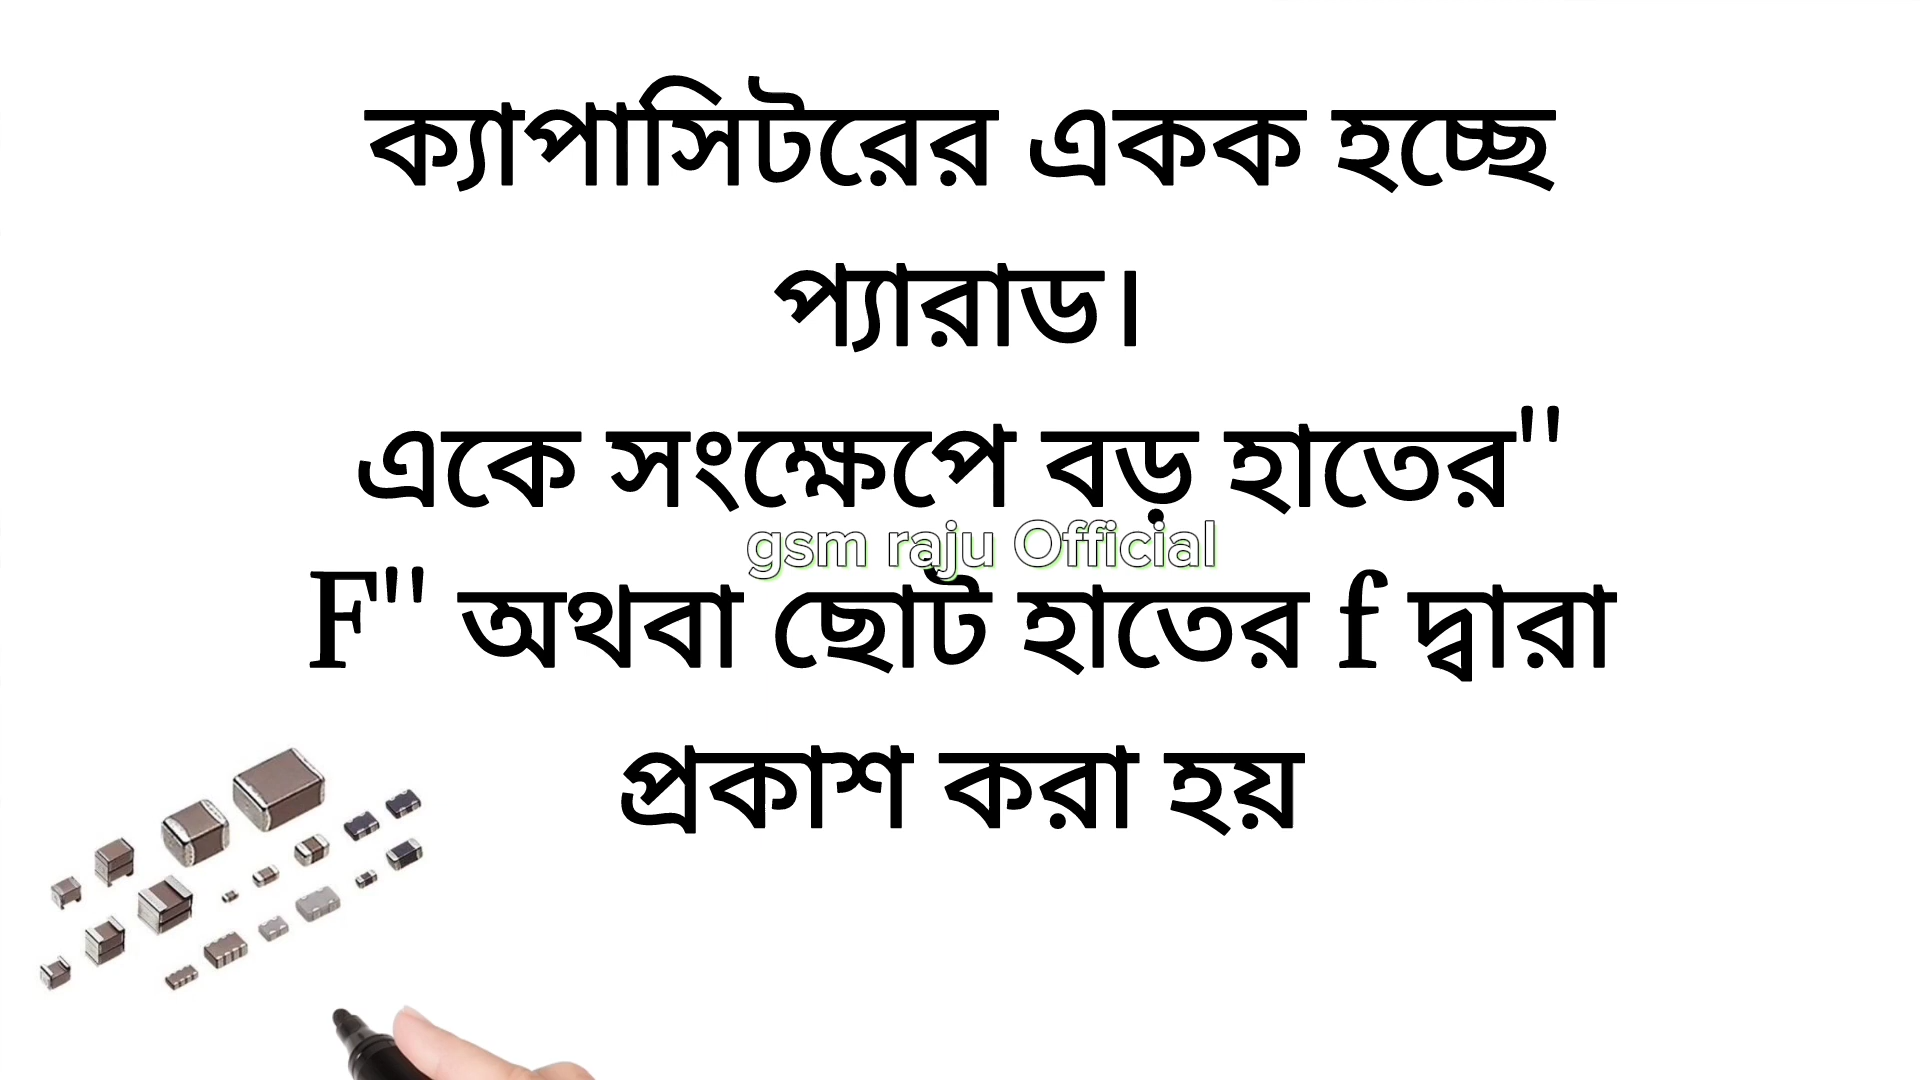 ক্যাপাসিটরের একক হচ্ছে
প্যারাড।
একে সংক্ষেপে বড় হাতের"
gsm raju Official
F" অথবা ছোট হাতের f দ্বারা
প্রকাশ করা হয়